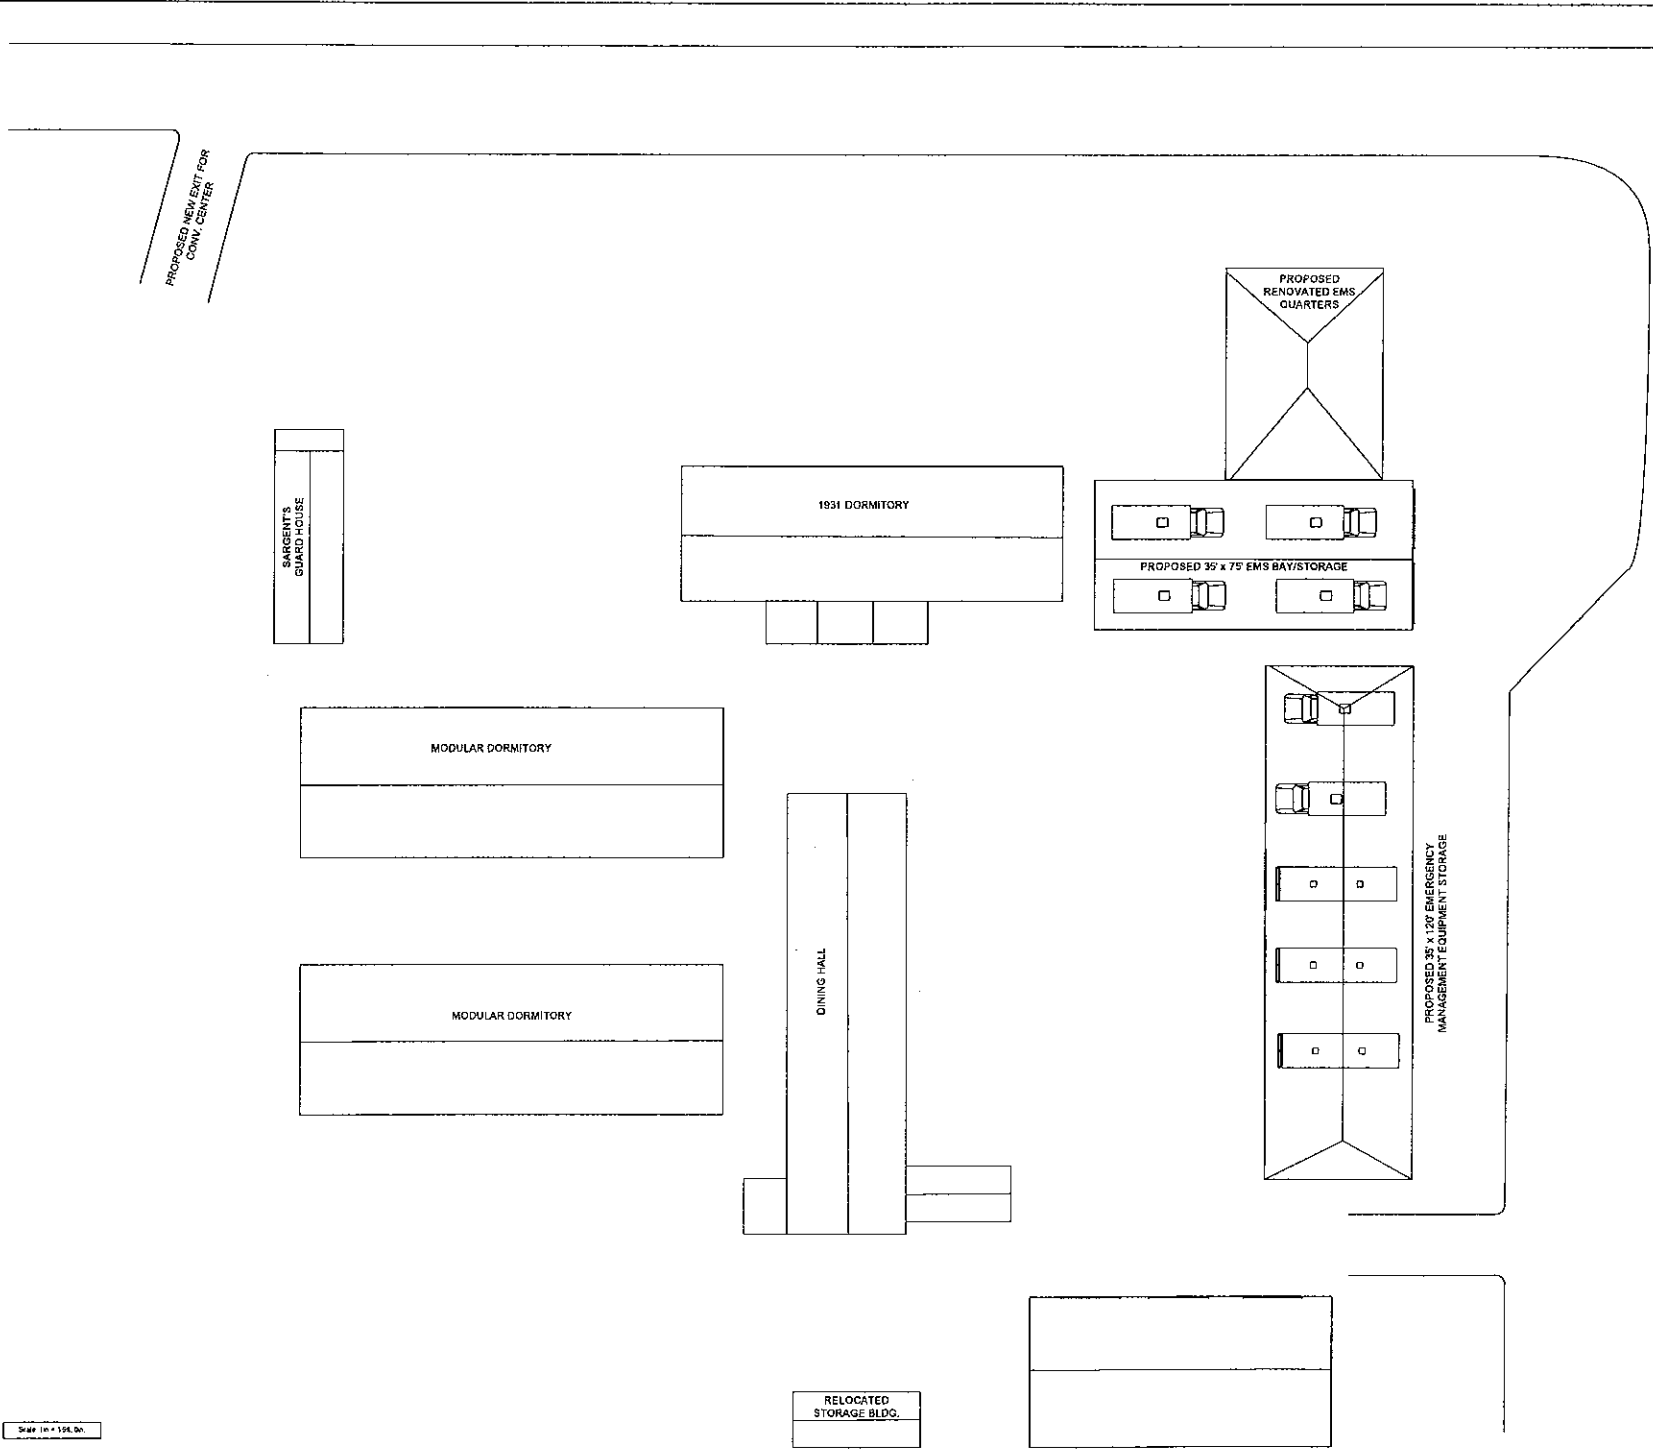 PROPOSED NEW EXIT FOR
CONV. CENTER
PROPOSED
RENOVATED EMS
QUARTERS
SARGENT'S
GUARD HOUSE
1931 DORMITORY
PROPOSED 35' x 75' EMS BAY/STORAGE
MODULAR DORMITORY
PROPOSED 35' x 120' EMERGENCY
MANAGEMENT EQUIPMENT STORAGE
DINING HALL
MODULAR DORMITORY
RELOCATED
STORAGE BLDG.